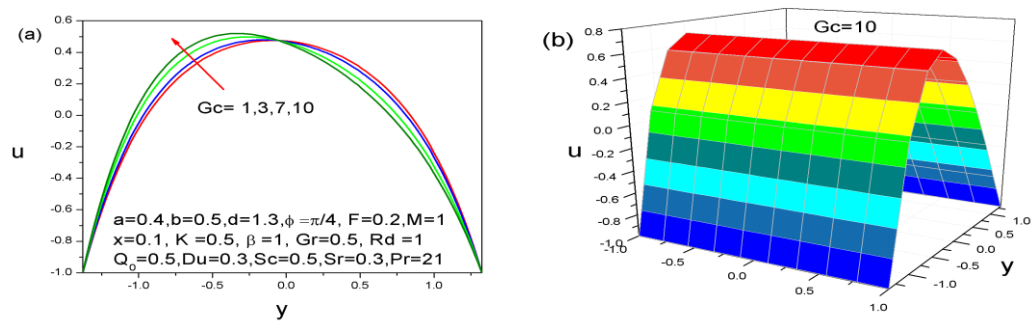 (a)
0.6
0.4
0.2
0.0
-0.2
-0.4
-0.6
-0.8
-1.0
u
Gc= 1,3,7,10
a=0.4,b=0.5,d=1.3,ϕ =π/4, F=0.2,M=1
x=0.1, K =0.5, β =1, Gr=0.5, Rd =1
Q₀=0.5,Du=0.3,Sc=0.5,Sr=0.3,Pr=21
-1.0 -0.5 0.0 0.5 1.0
y
(b)
Gc=10
0.8
0.6
0.4
0.2
0.0
-0.2
-0.4
-0.6
-0.8
-1.0
u
-1.0 -0.5 0.0 0.5 1.0
1.0
0.5
0.0
-0.5
-1.0
y